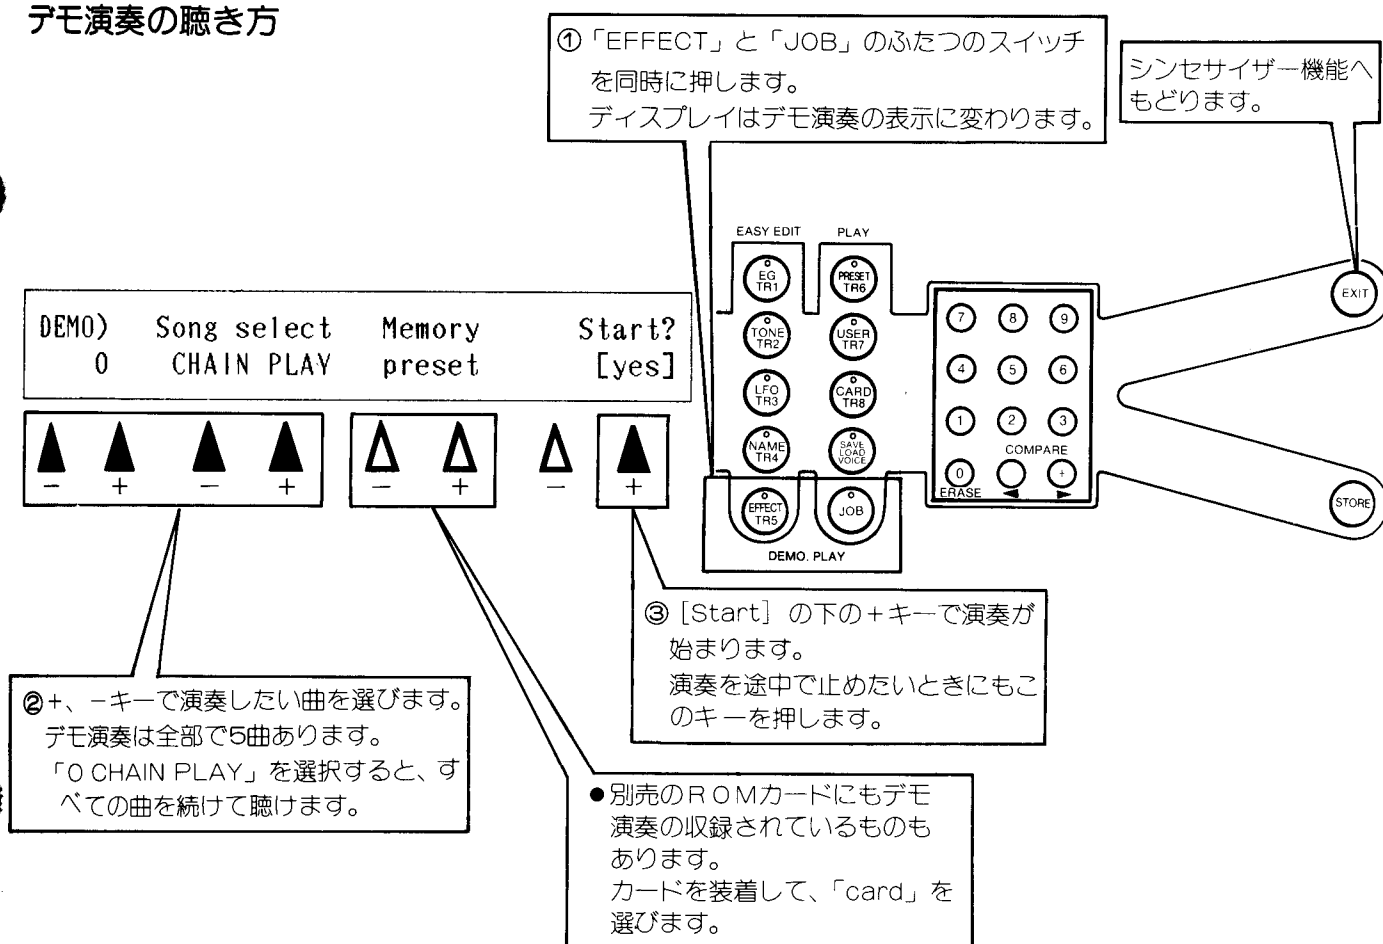 デモ演奏の聴き方
①「EFFECT」と「JOB」のふたつのスイッチ
を同時に押します。
ディスプレイはデモ演奏の表示に変わります。
シンセサイザー機能へ
もどります。
EASY EDIT PLAY
EG
TR1
PRESET
TR6
TONE
TR2
USER
TR7
LFO
TR3
CARD
TR8
NAME
TR4
SAVE
LOAD
VOICE
EFFECT
TR5
JOB
DEMO. PLAY
7 8 9
4 5 6
1 2 3
COMPARE
0 +
ERASE ◀ ▶
EXIT
STORE
DEMO) Song select Memory Start?
0 CHAIN PLAY preset [yes]
− + − + − + − +
②+、−キーで演奏したい曲を選びます。
デモ演奏は全部で5曲あります。
「0 CHAIN PLAY」を選択すると、す
べての曲を続けて聴けます。
③ [Start] の下の+キーで演奏が
始まります。
演奏を途中で止めたいときにもこ
のキーを押します。
●別売のROMカードにもデモ
演奏の収録されているものも
あります。
カードを装着して、「card」を
選びます。